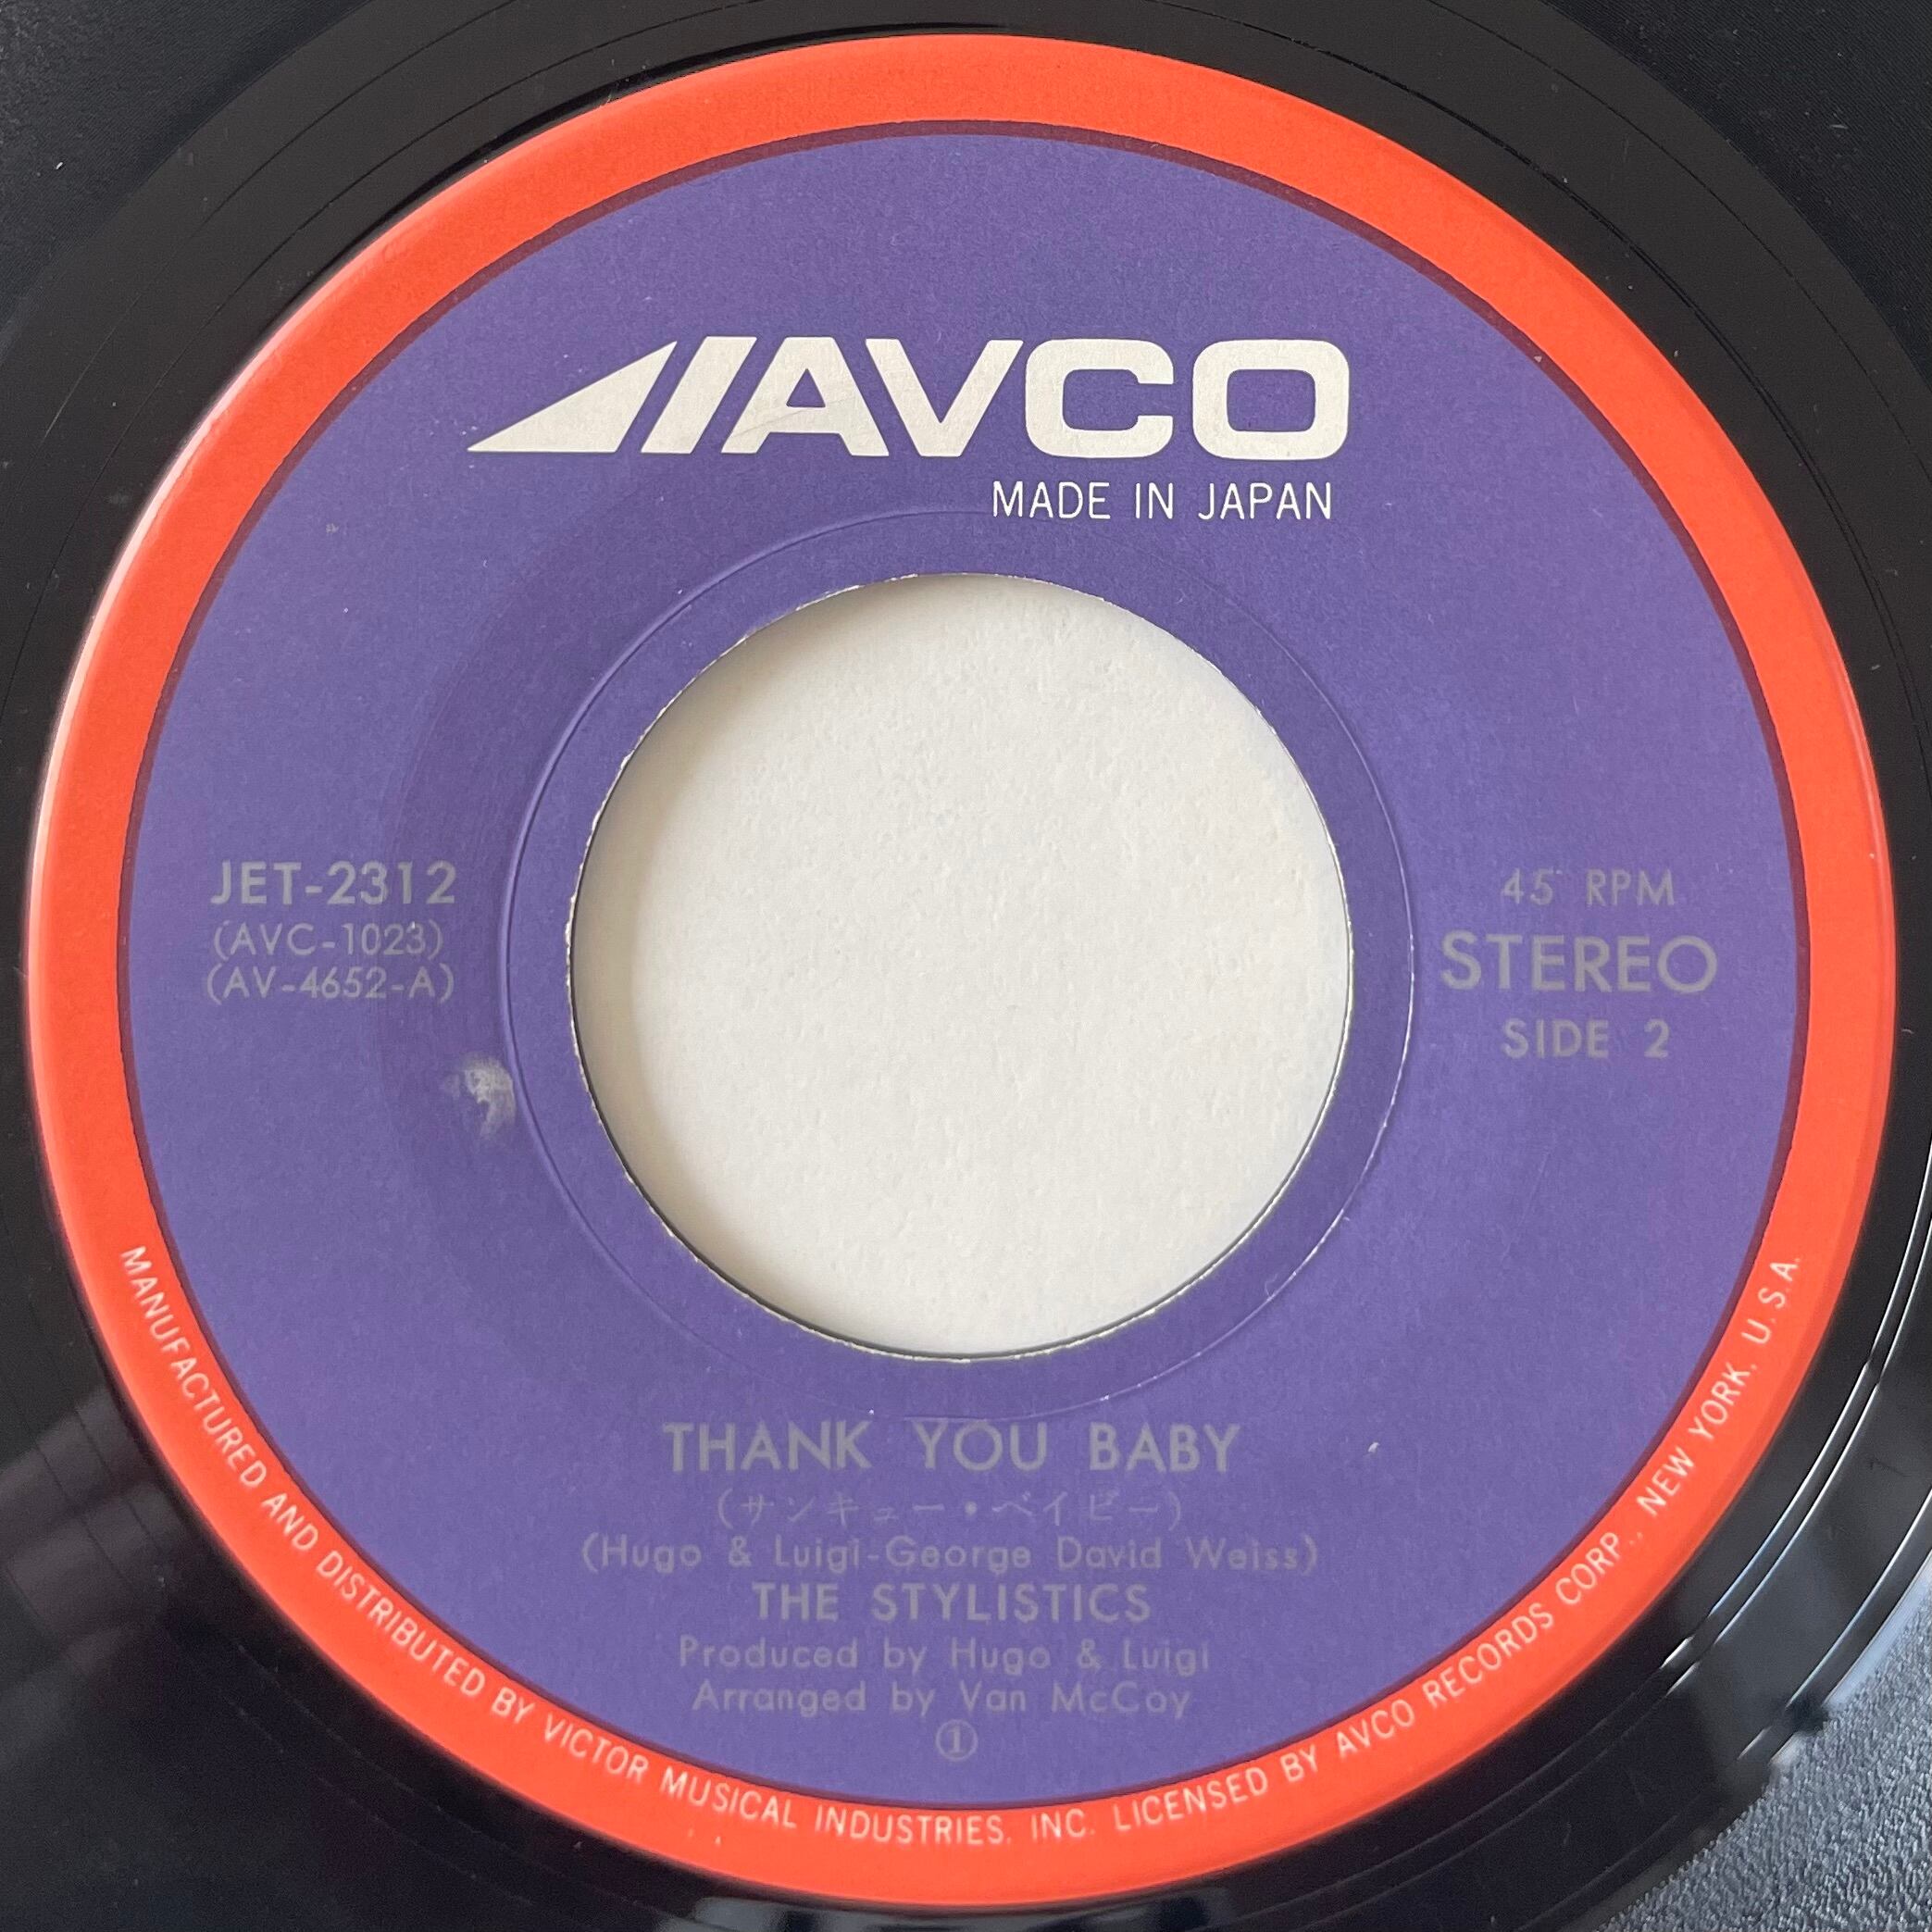 AVCO
MADE IN JAPAN
JET-2312
(AVC-1023)
(AV-4652-A)
45 RPM
STEREO
SIDE 2
THANK YOU BABY
(サンキュー・ベイビー)
(Hugo & Luigi-George David Weiss)
THE STYLISTICS
Produced by Hugo & Luigi
Arranged by Van McCoy
①
MANUFACTURED AND DISTRIBUTED BY VICTOR MUSICAL INDUSTRIES, INC. LICENSED BY AVCO RECORDS CORP., NEW YORK, U.S.A.